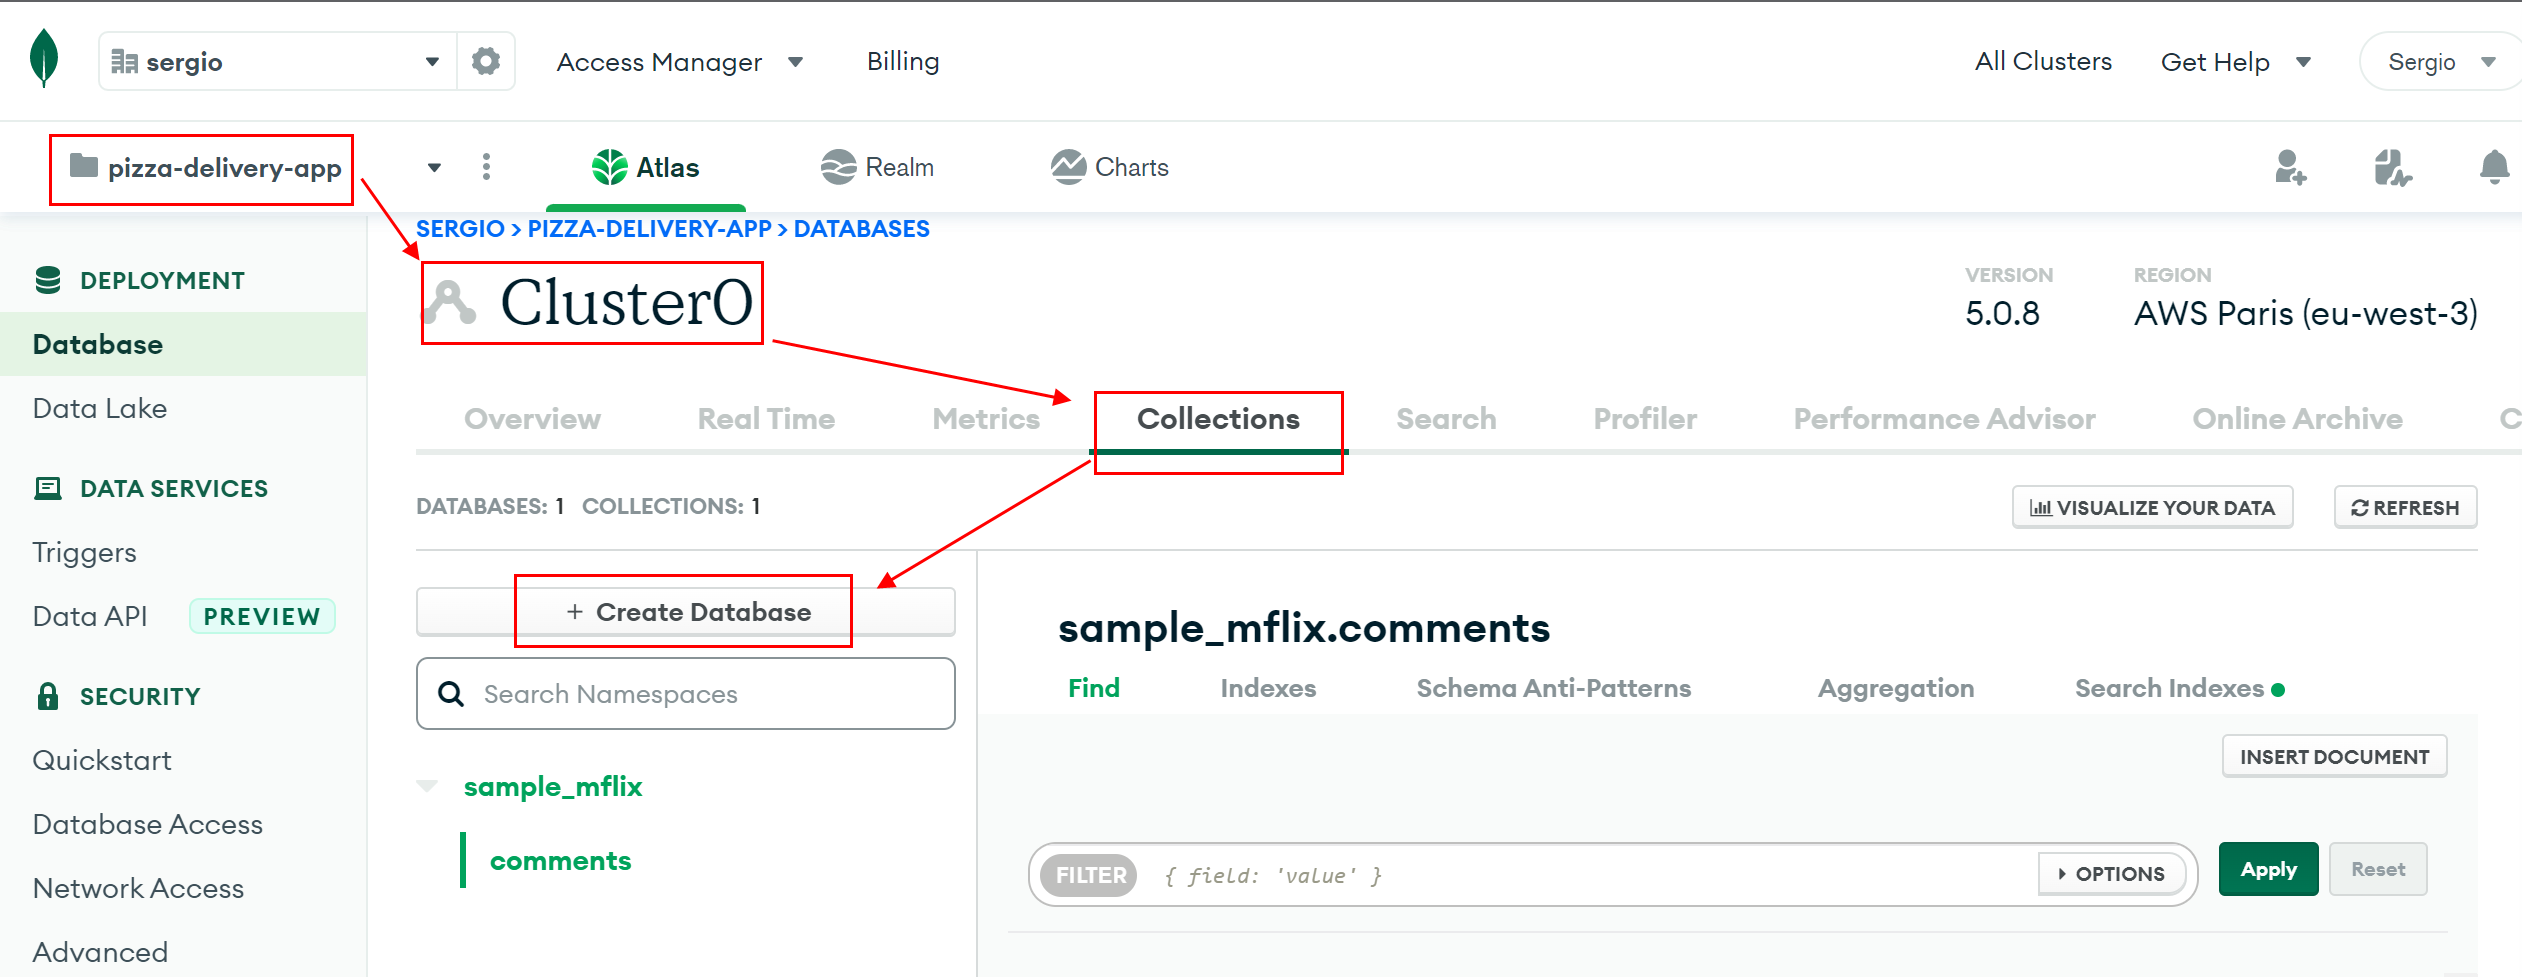 sergio Access Manager Billing All Clusters Get Help Sergio
pizza-delivery-app Atlas Realm Charts
SERGIO > PIZZA-DELIVERY-APP > DATABASES
DEPLOYMENT
Database
Data Lake
DATA SERVICES
Triggers
Data API PREVIEW
SECURITY
Quickstart
Database Access
Network Access
Advanced
Cluster0
VERSION REGION
5.0.8 AWS Paris (eu-west-3)
Overview Real Time Metrics Collections Search Profiler Performance Advisor Online Archive
DATABASES: 1 COLLECTIONS: 1
VISUALIZE YOUR DATA REFRESH
+ Create Database
Search Namespaces
sample_mflix
comments
sample_mflix.comments
Find Indexes Schema Anti-Patterns Aggregation Search Indexes
INSERT DOCUMENT
FILTER { field: 'value' } OPTIONS Apply Reset